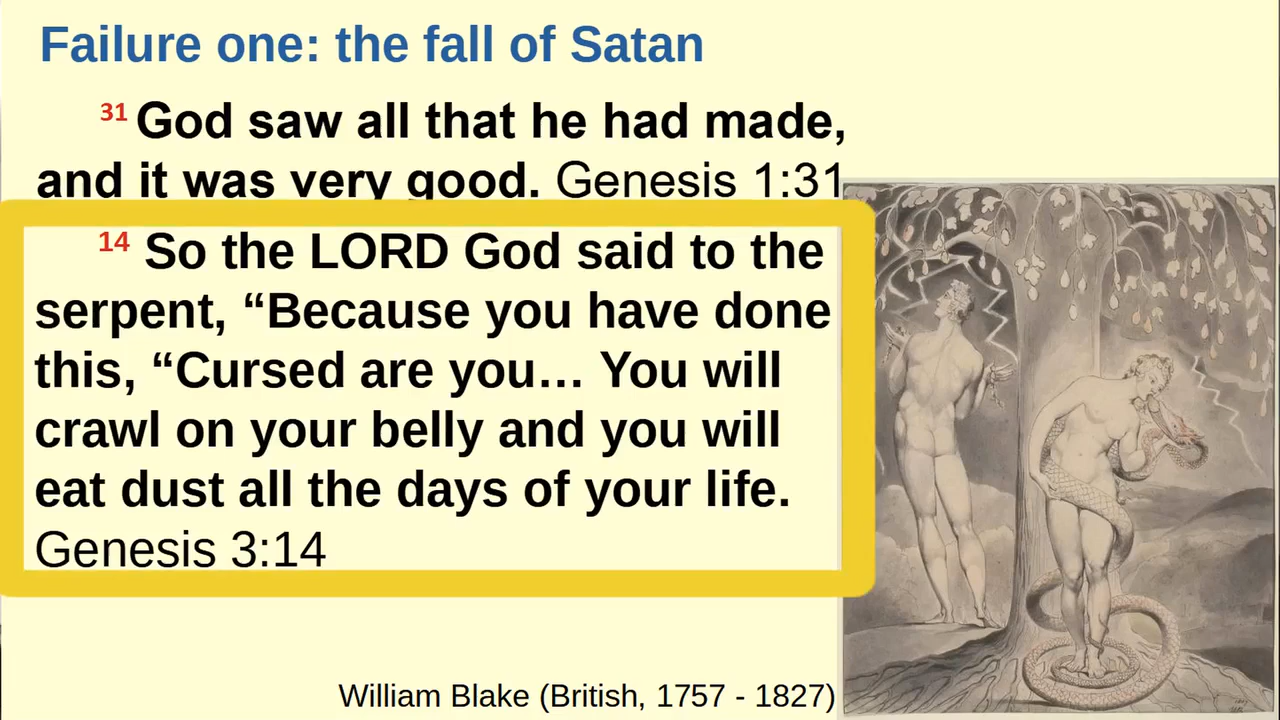 Failure one: the fall of Satan
31 God saw all that he had made,
and it was very good. Genesis 1:31
14 So the LORD God said to the
serpent, “Because you have done
this, “Cursed are you… You will
crawl on your belly and you will
eat dust all the days of your life.
Genesis 3:14
William Blake (British, 1757 - 1827)